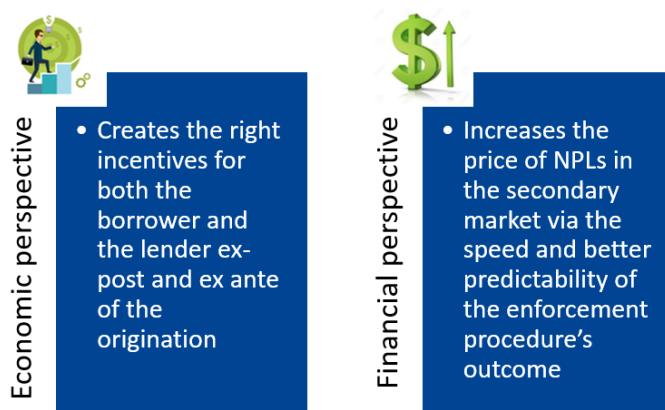 Economic perspective
• Creates the right
incentives for
both the
borrower and
the lender ex-
post and ex ante
of the
origination
Financial perspective
• Increases the
price of NPLs in
the secondary
market via the
speed and better
predictability of
the enforcement
procedure's
outcome